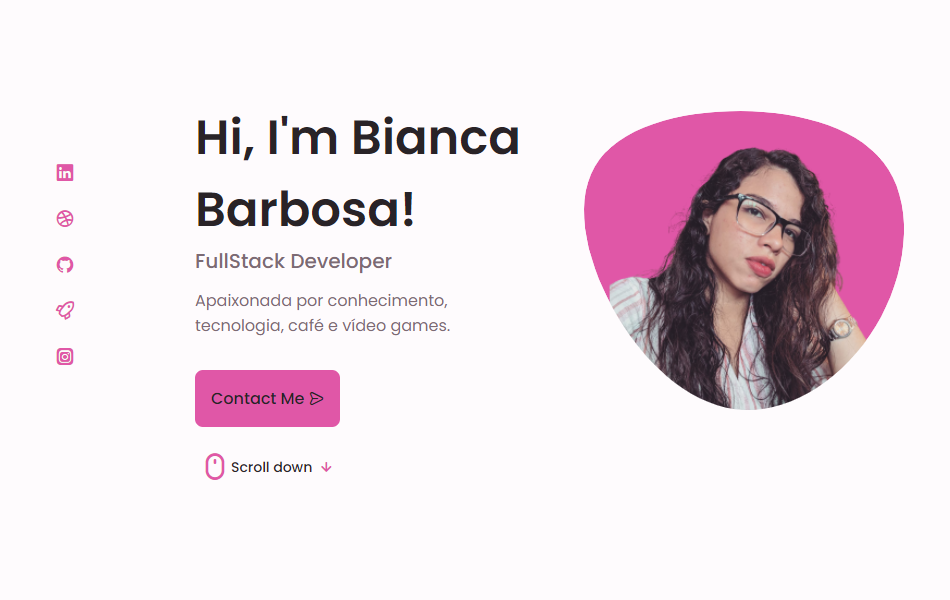 Hi, I'm Bianca
Barbosa!
FullStack Developer
Apaixonada por conhecimento,
tecnologia, café e vídeo games.
Contact Me
Scroll down